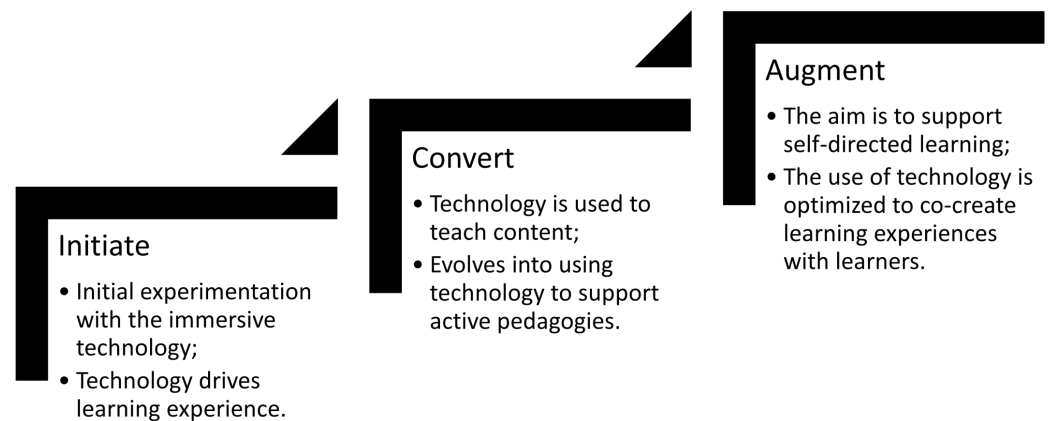 Initiate
• Initial experimentation
with the immersive
technology;
• Technology drives
learning experience.
Convert
• Technology is used to
teach content;
• Evolves into using
technology to support
active pedagogies.
Augment
• The aim is to support
self-directed learning;
• The use of technology is
optimized to co-create
learning experiences
with learners.